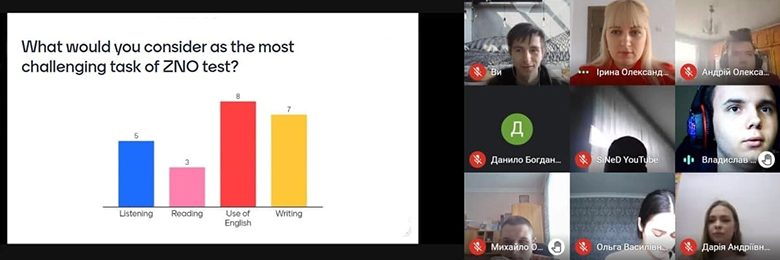 What would you consider as the most
challenging task of ZNO test?
5
3
8
7
Listening
Reading
Use of
English
Writing
Ви
Ірина Олександ...
Андрій Олекса...
Д
Данило Богдан...
SiNeD YouTube
Владислав ...
Михайло О...
Ольга Василівн...
Дарія Андріївн...